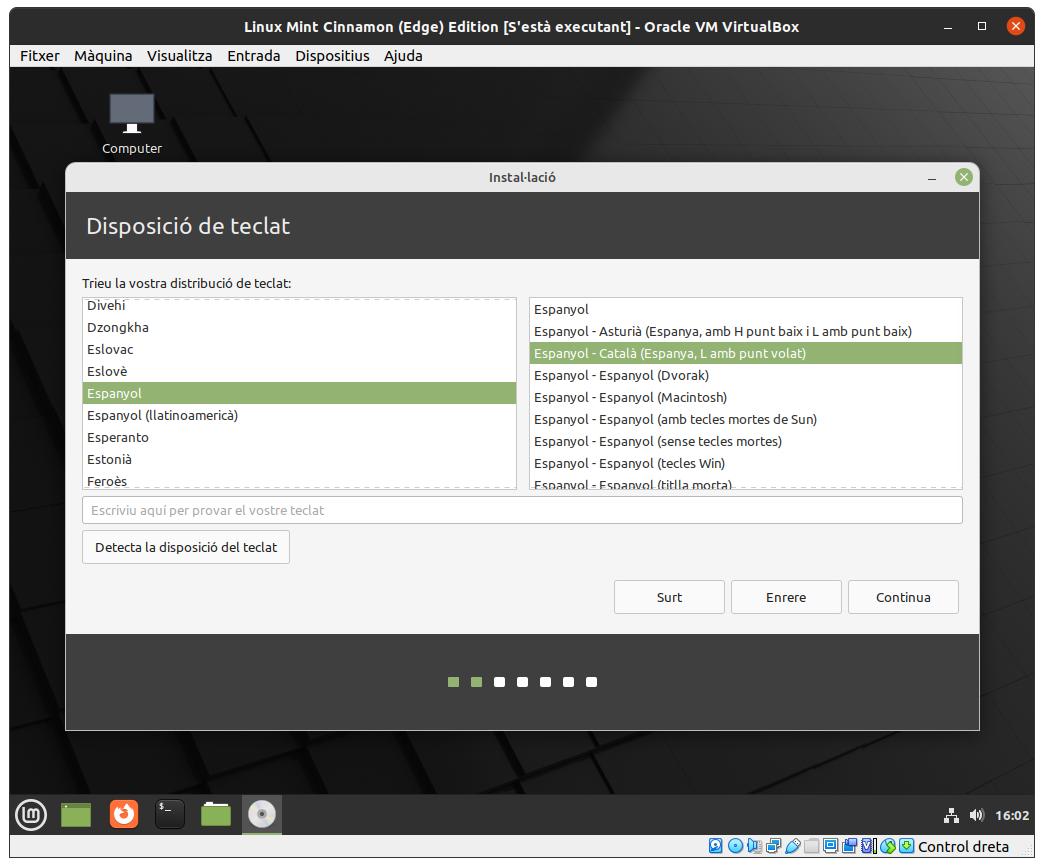 Linux Mint Cinnamon (Edge) Edition [S'està executant] - Oracle VM VirtualBox
Fitxer Màquina Visualitza Entrada Dispositius Ajuda
Computer
Instal·lació
Disposició de teclat
Trieu la vostra distribució de teclat:
Divehi
Dzongkha
Eslovac
Eslovè
Espanyol
Espanyol (llatinoamericà)
Esperanto
Estonià
Feroès
Espanyol
Espanyol - Asturià (Espanya, amb H punt baix i L amb punt baix)
Espanyol - Català (Espanya, L amb punt volat)
Espanyol - Espanyol (Dvorak)
Espanyol - Espanyol (Macintosh)
Espanyol - Espanyol (amb tecles mortes de Sun)
Espanyol - Espanyol (sense tecles mortes)
Espanyol - Espanyol (tecles Win)
Espanyol - Espanyol (titlla morta)
Escriviu aquí per provar el vostre teclat
Detecta la disposició del teclat
Surt Enrere Continua
16:02
Control dreta